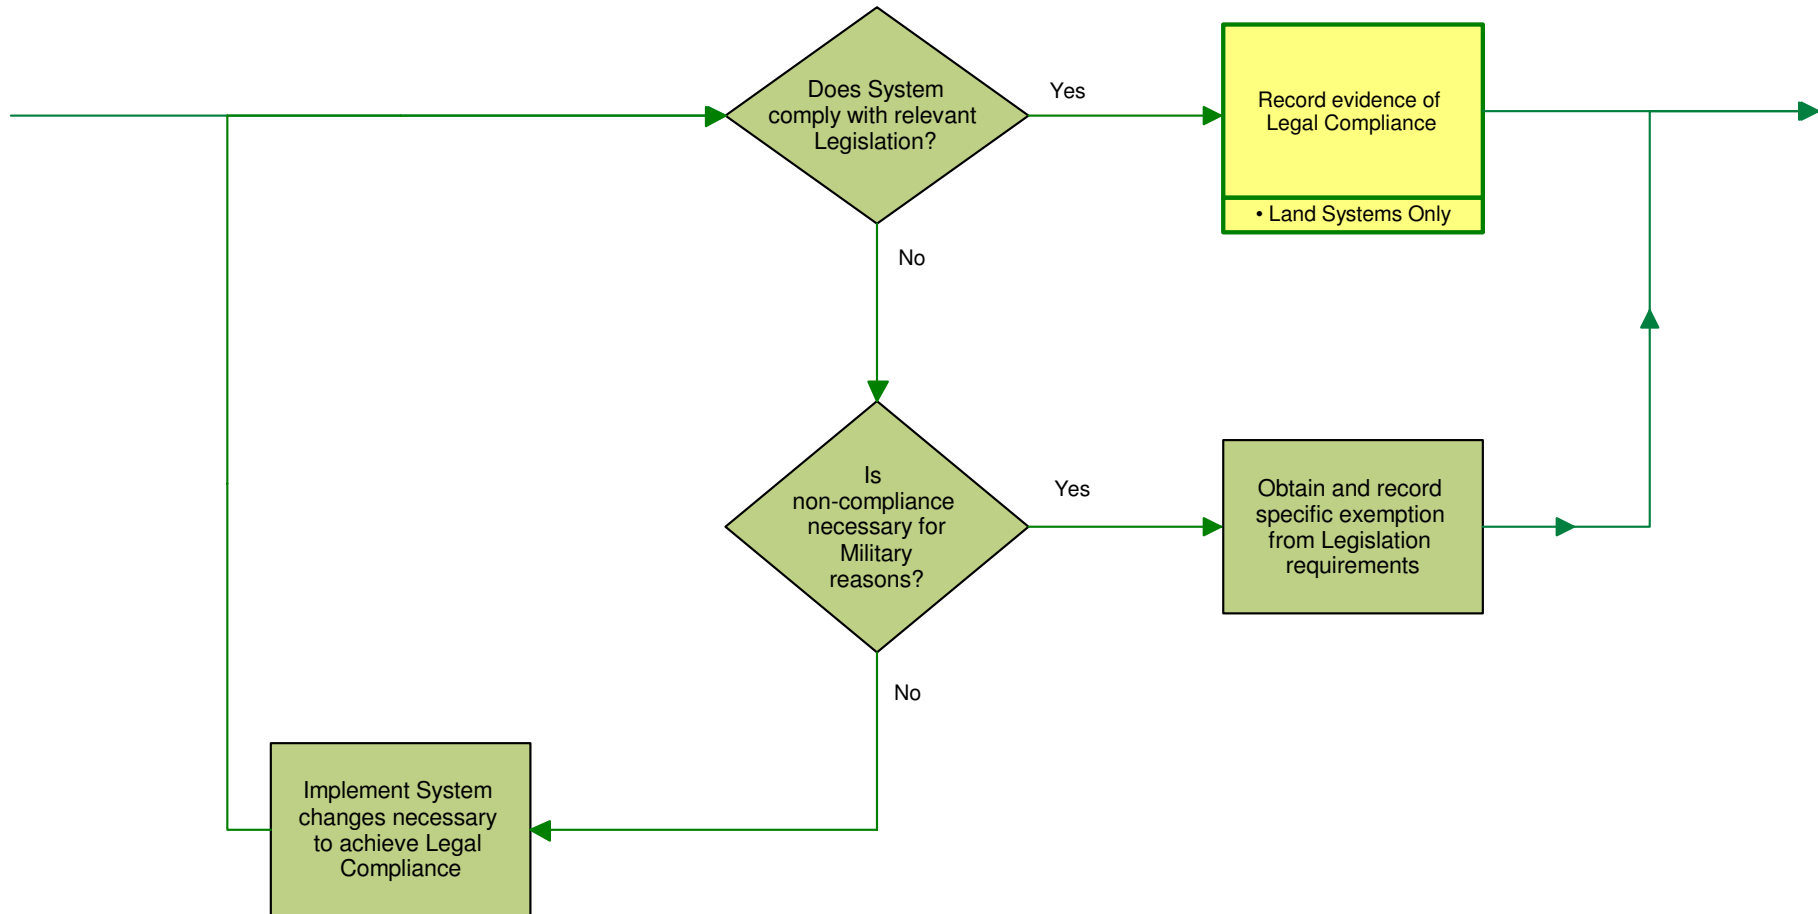 Does System
comply with relevant
Legislation?
Yes
Record evidence of
Legal Compliance
• Land Systems Only
No
Is
non-compliance
necessary for
Military
reasons?
Yes
Obtain and record
specific exemption
from Legislation
requirements
No
Implement System
changes necessary
to achieve Legal
Compliance